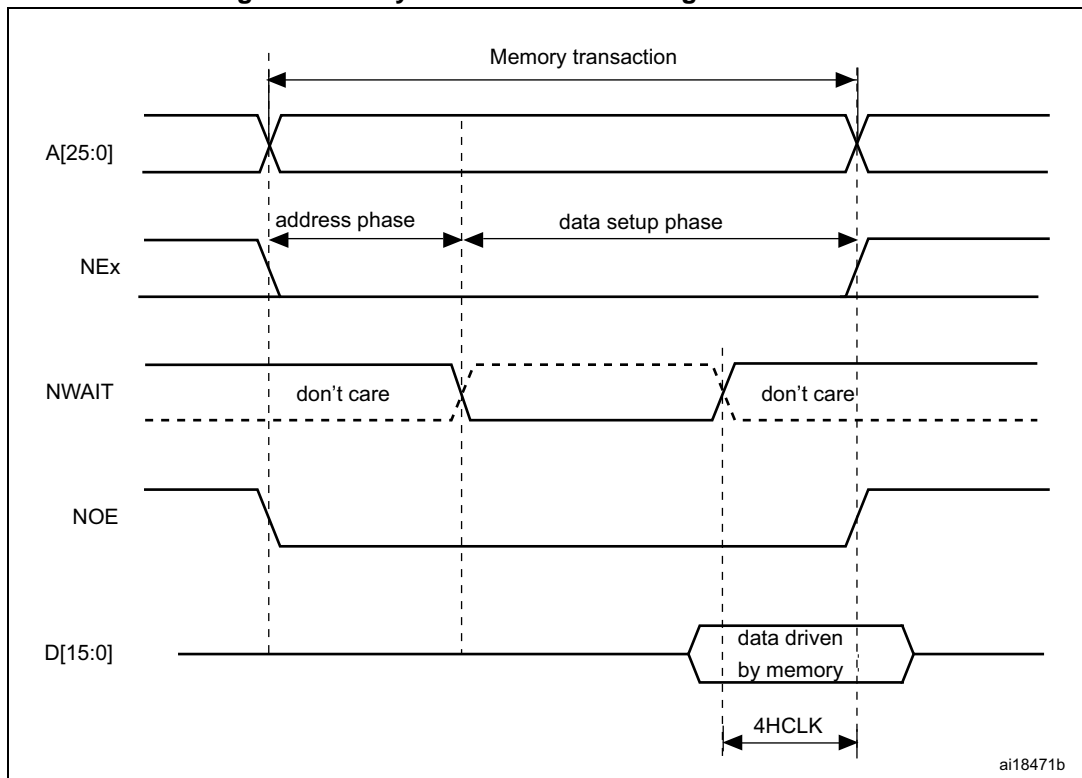 Memory transaction
A[25:0]
address phase
data setup phase
NEx
NWAIT
don't care
don't care
NOE
D[15:0]
data driven
by memory
4HCLK
ai18471b